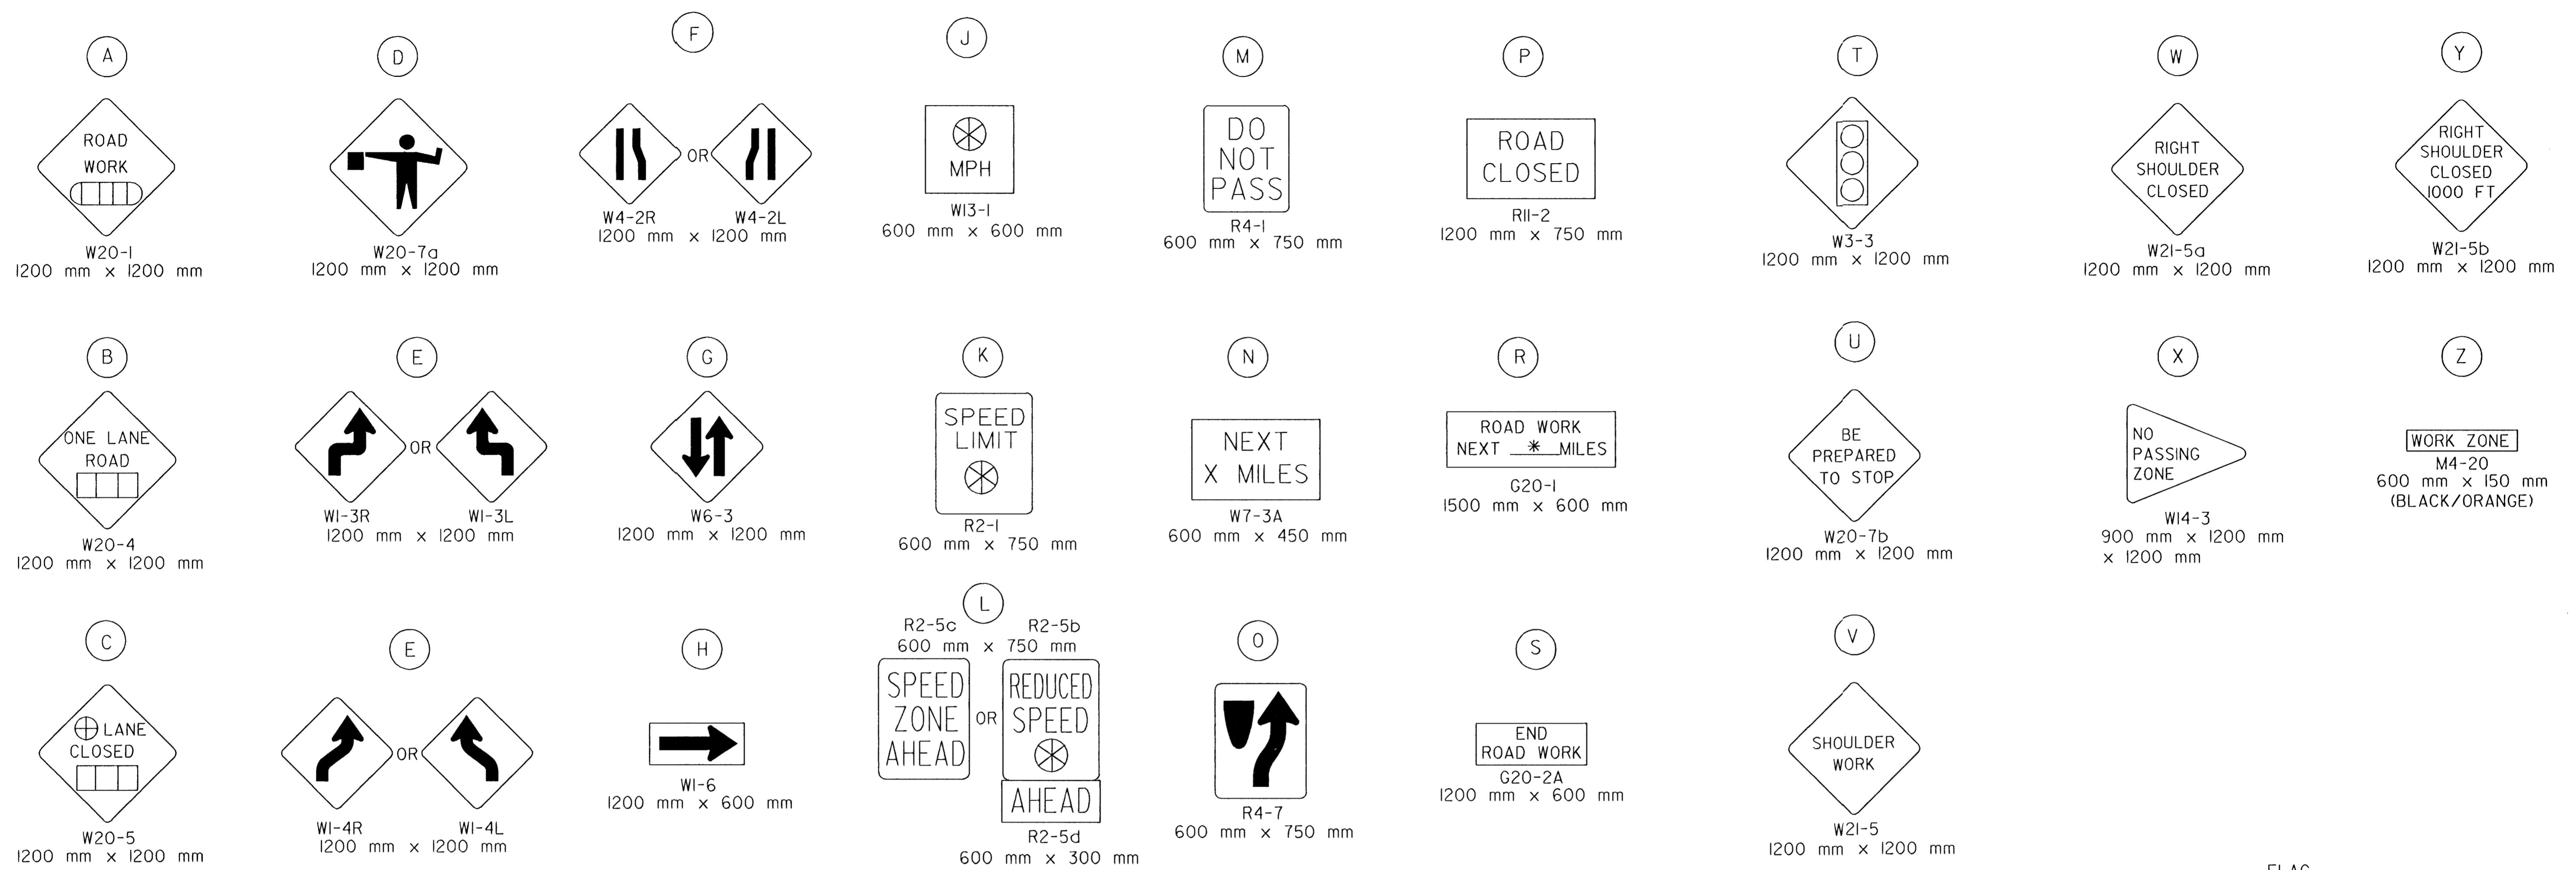 A
ROAD
WORK
W20-1
1200 mm x 1200 mm
D
W20-7a
1200 mm x 1200 mm
F
OR
W4-2R W4-2L
1200 mm x 1200 mm
J
MPH
W13-1
600 mm x 600 mm
M
DO
NOT
PASS
R4-1
600 mm x 750 mm
P
ROAD
CLOSED
R11-2
1200 mm x 750 mm
T
W3-3
1200 mm x 1200 mm
W
RIGHT
SHOULDER
CLOSED
W21-5a
1200 mm x 1200 mm
Y
RIGHT
SHOULDER
CLOSED
1000 FT
W21-5b
1200 mm x 1200 mm
B
ONE LANE
ROAD
W20-4
1200 mm x 1200 mm
E
OR
W1-3R W1-3L
1200 mm x 1200 mm
G
W6-3
1200 mm x 1200 mm
K
SPEED
LIMIT
R2-1
600 mm x 750 mm
N
NEXT
X MILES
W7-3A
600 mm x 450 mm
R
ROAD WORK
NEXT __*__MILES
G20-1
1500 mm x 600 mm
U
BE
PREPARED
TO STOP
W20-7b
1200 mm x 1200 mm
X
NO
PASSING
ZONE
W14-3
900 mm x 1200 mm
x 1200 mm
Z
WORK ZONE
M4-20
600 mm x 150 mm
(BLACK/ORANGE)
C
LANE
CLOSED
W20-5
1200 mm x 1200 mm
E
OR
W1-4R W1-4L
1200 mm x 1200 mm
H
W1-6
1200 mm x 600 mm
L
R2-5c R2-5b
600 mm x 750 mm
SPEED
ZONE
AHEAD
OR
REDUCED
SPEED
AHEAD
R2-5d
600 mm x 300 mm
O
R4-7
600 mm x 750 mm
S
END
ROAD WORK
G20-2A
1200 mm x 600 mm
V
SHOULDER
WORK
W21-5
1200 mm x 1200 mm